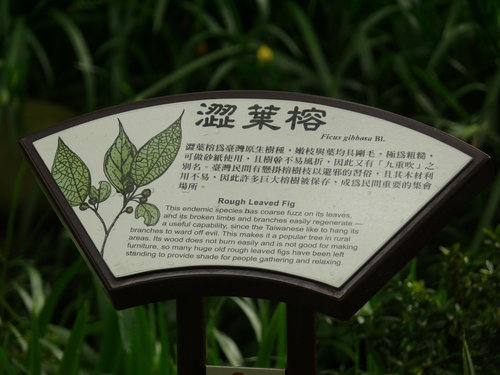 澀葉榕
Ficus gibbasa BL
澀葉榕為臺灣原生樹種，嫩枝與葉均具剛毛，極為粗糙，
可做砂紙使用，且樹幹不易風折，因此又有「九重吹」之
別名。臺灣民間有懸掛榕樹枝以避邪的習俗，且其木材利
用不易，因此許多巨大榕樹被保存，成為民間重要的集會
場所。
Rough Leaved Fig
This endemic species has coarse fuzz on its leaves,
and its broken limbs and branches easily regenerate —
a useful capability, since the Taiwanese like to hang its
branches to ward off evil. This makes it a popular tree in rural
areas. Its wood does not burn easily and is not good for making
furniture, so many huge old rough leaved figs have been left
standing to provide shade for people gathering and relaxing.